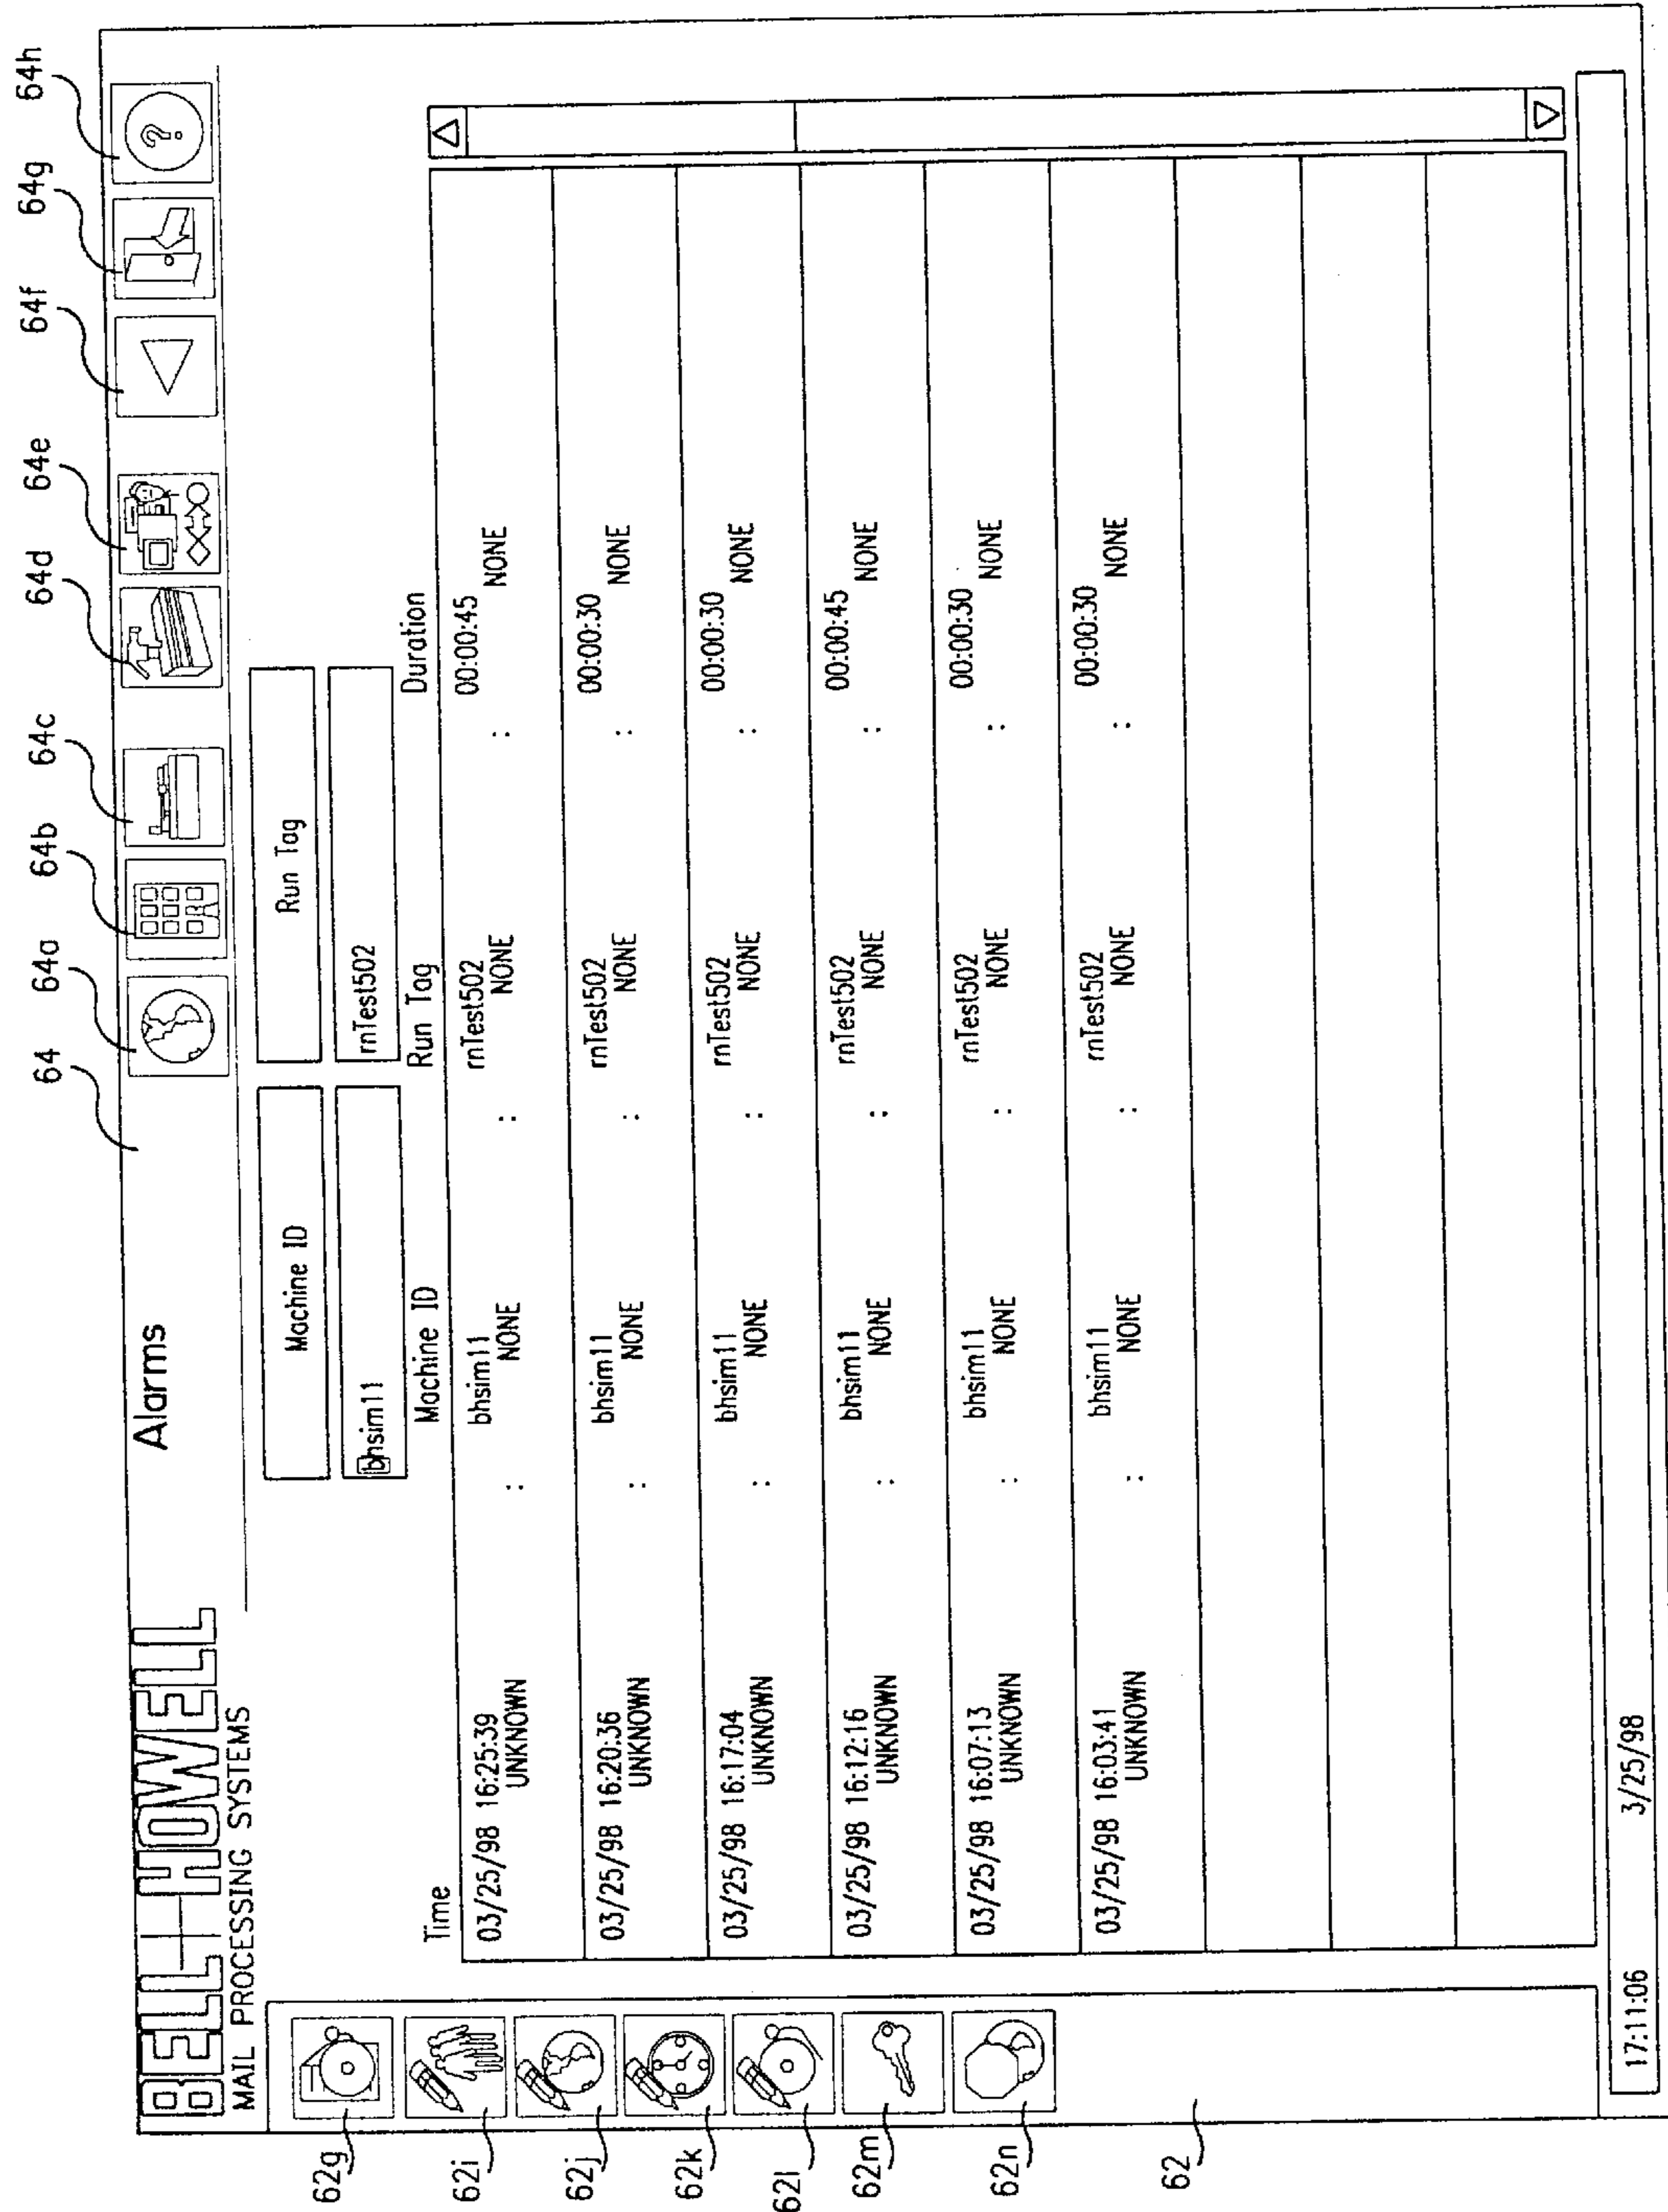 64
64a
64b
64c
64d
64e
64f
64g
64h
BELL+HOWELL
MAIL PROCESSING SYSTEMS
Alarms
?
Machine ID
Run Tag
bhsim11
rnTest502
Time
Machine ID
Run Tag
Duration
03/25/98 16:25:39
bhsim11
rnTest502
00:00:45
UNKNOWN : NONE : NONE : NONE
03/25/98 16:20:36
bhsim11
rnTest502
00:00:30
UNKNOWN : NONE : NONE : NONE
03/25/98 16:17:04
bhsim11
rnTest502
00:00:30
UNKNOWN : NONE : NONE : NONE
03/25/98 16:12:16
bhsim11
rnTest502
00:00:45
UNKNOWN : NONE : NONE : NONE
03/25/98 16:07:13
bhsim11
rnTest502
00:00:30
UNKNOWN : NONE : NONE : NONE
03/25/98 16:03:41
bhsim11
rnTest502
00:00:30
UNKNOWN : NONE : NONE : NONE
62g
62i
62j
62k
62l
62m
62n
62
17:11:06
3/25/98